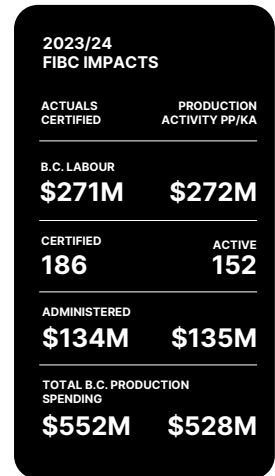 2023/24
FIBC IMPACTS
ACTUALS PRODUCTION
CERTIFIED ACTIVITY PP/KA
B.C. LABOUR
$271M $272M
CERTIFIED ACTIVE
186 152
ADMINISTERED
$134M $135M
TOTAL B.C. PRODUCTION
SPENDING
$552M $528M